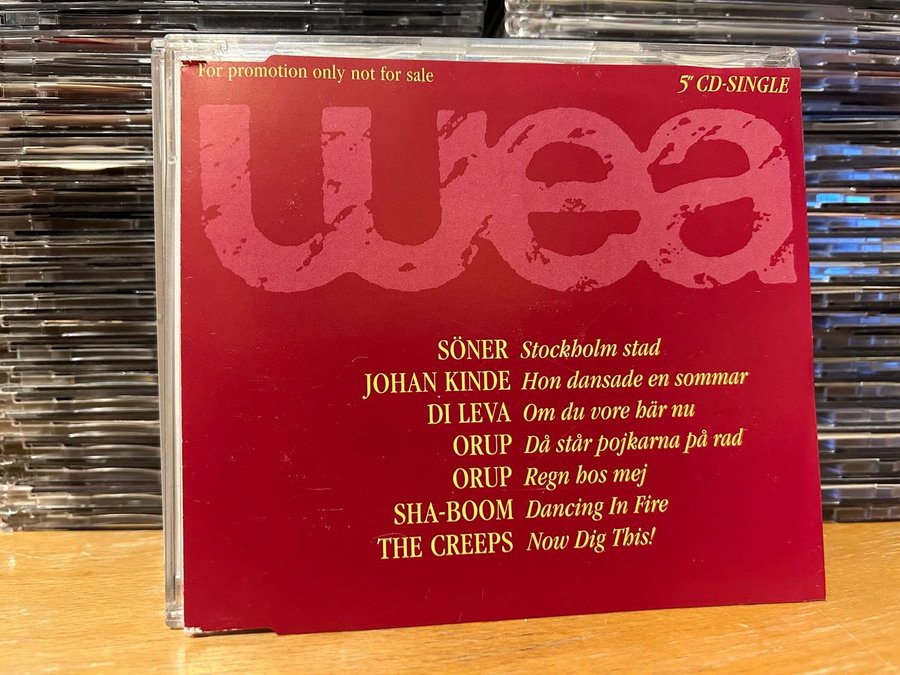 For promotion only not for sale
5" CD-SINGLE
wea
SÖNER Stockholm stad
JOHAN KINDE Hon dansade en sommar
DI LEVA Om du vore här nu
ORUP Då står pojkarna på rad
ORUP Regn hos mej
SHA-BOOM Dancing In Fire
THE CREEPS Now Dig This!